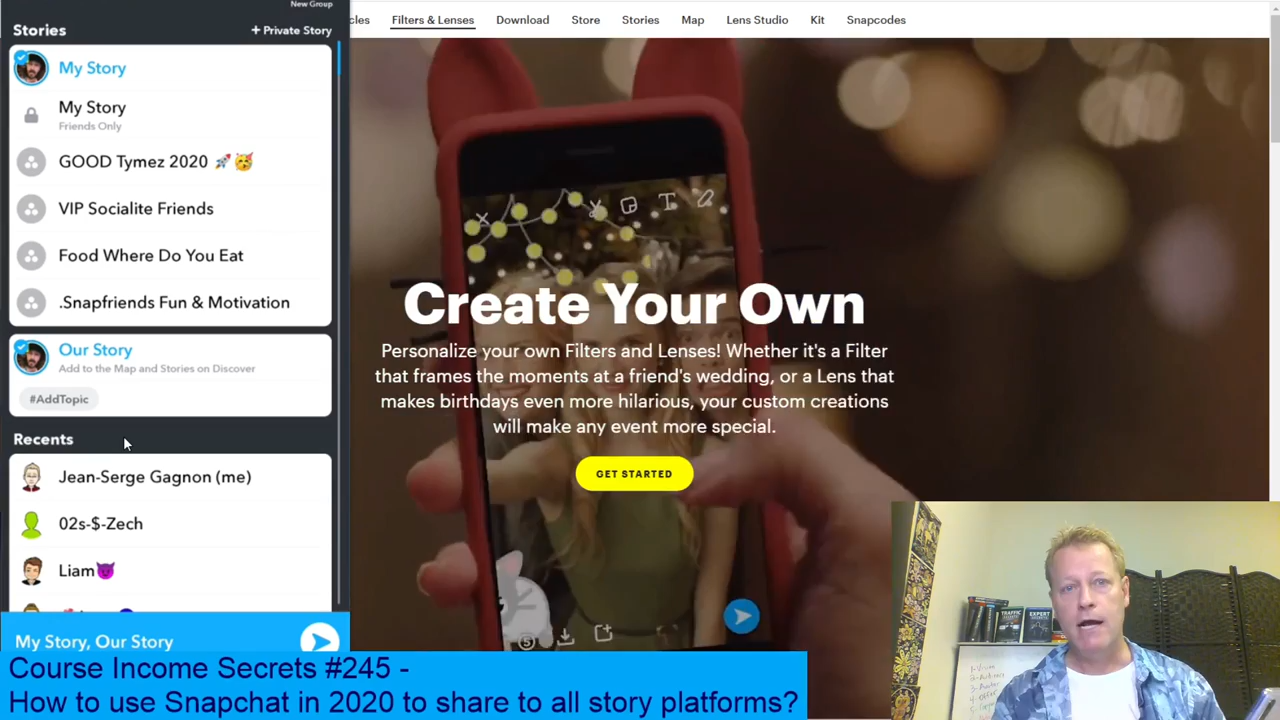 New Group
Stories
+ Private Story
My Story
My Story
Friends Only
GOOD Tymez 2020 🚀🥳
VIP Socialite Friends
Food Where Do You Eat
.Snapfriends Fun & Motivation
Our Story
Add to the Map and Stories on Discover
#AddTopic
Recents
Jean-Serge Gagnon (me)
02s-$-Zech
Liam😈
My Story, Our Story
cles
Filters & Lenses
Download
Store
Stories
Map
Lens Studio
Kit
Snapcodes
Create Your Own
Personalize your own Filters and Lenses! Whether it's a Filter
that frames the moments at a friend's wedding, or a Lens that
makes birthdays even more hilarious, your custom creations
will make any event more special.
GET STARTED
TRAFFIC
EXPERT
Course Income Secrets #245 -
How to use Snapchat in 2020 to share to all story platforms?